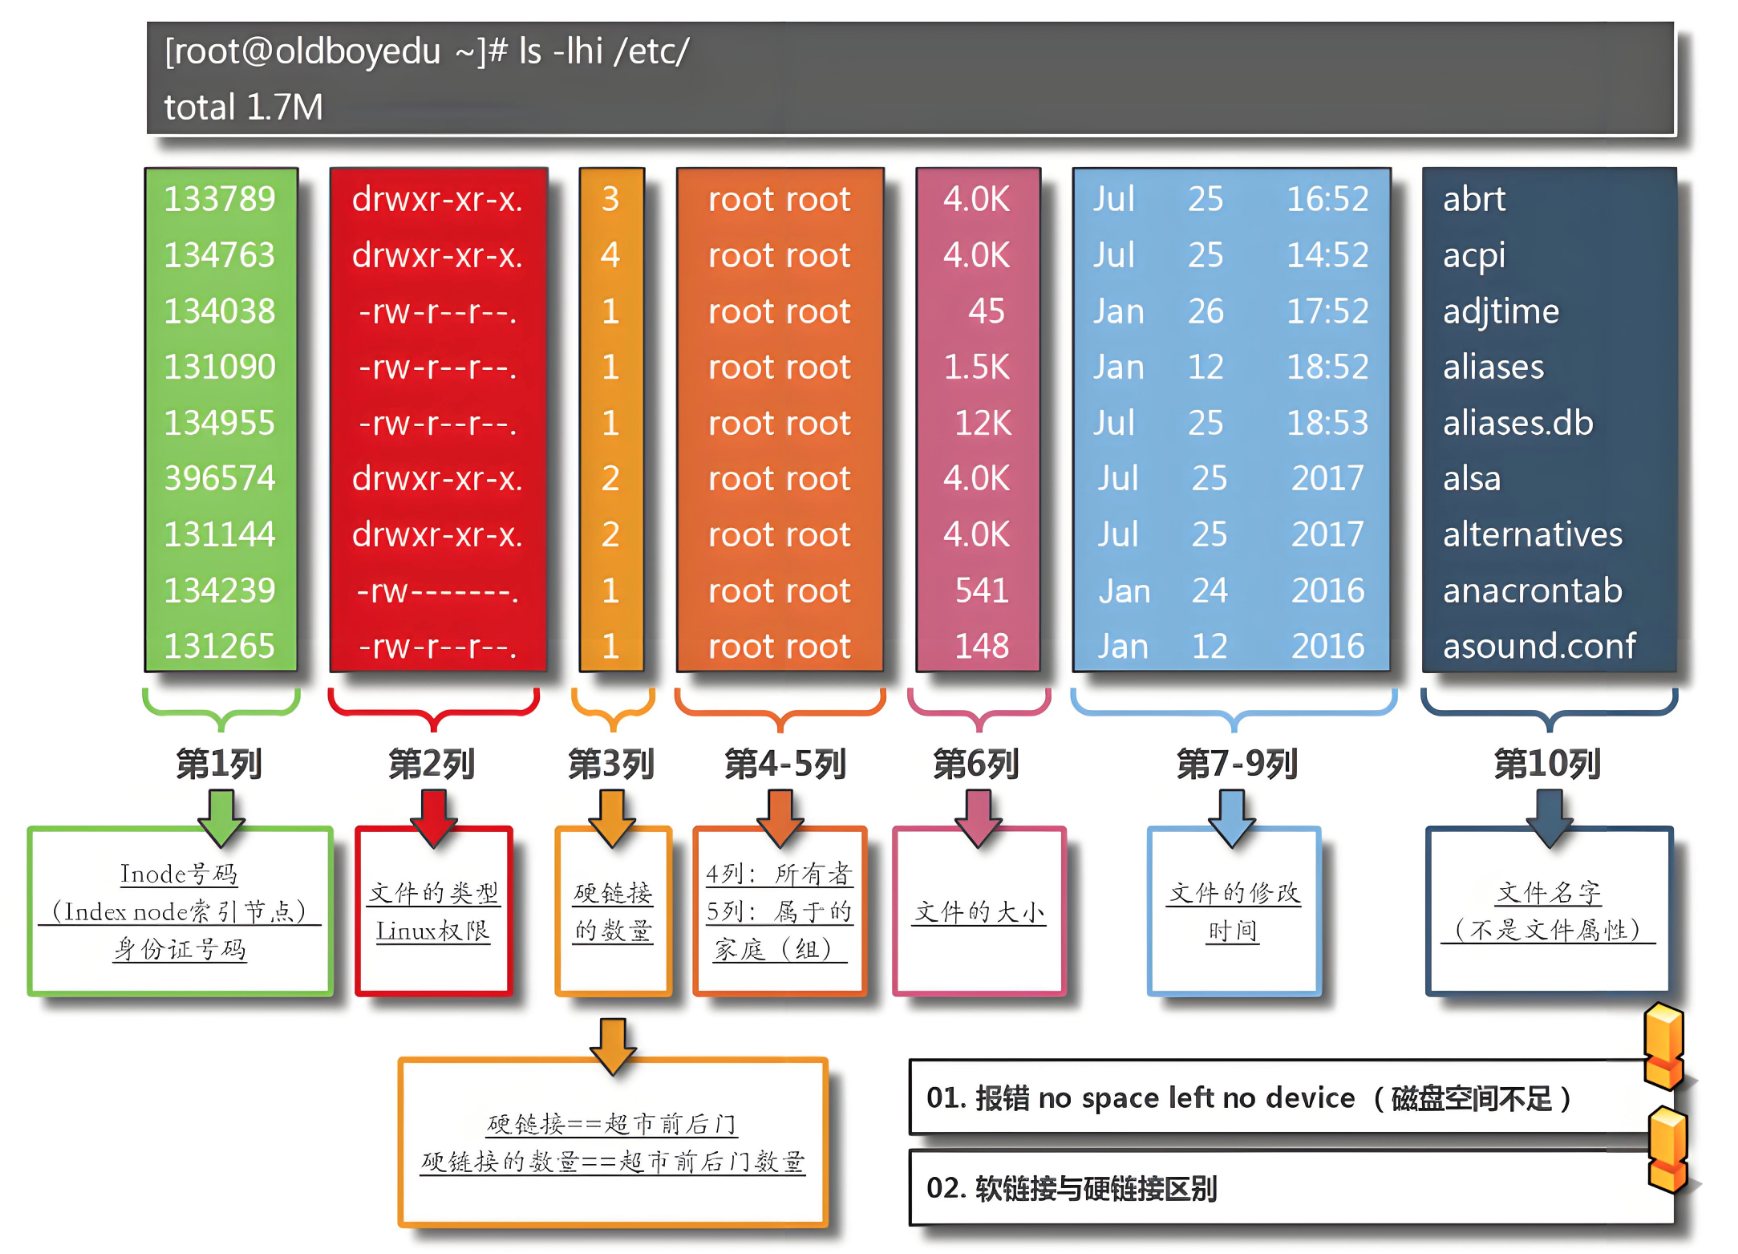 [root@oldboyedu ~]# ls -lhi /etc/
total 1.7M
133789 drwxr-xr-x. 3 root root 4.0K Jul 25 16:52 abrt
134763 drwxr-xr-x. 4 root root 4.0K Jul 25 14:52 acpi
134038 -rw-r--r--. 1 root root 45 Jan 26 17:52 adjtime
131090 -rw-r--r--. 1 root root 1.5K Jan 12 18:52 aliases
134955 -rw-r--r--. 1 root root 12K Jul 25 18:53 aliases.db
396574 drwxr-xr-x. 2 root root 4.0K Jul 25 2017 alsa
131144 drwxr-xr-x. 2 root root 4.0K Jul 25 2017 alternatives
134239 -rw-------. 1 root root 541 Jan 24 2016 anacrontab
131265 -rw-r--r--. 1 root root 148 Jan 12 2016 asound.conf
第1列 第2列 第3列 第4-5列 第6列 第7-9列 第10列
Inode号码
（Index node索引节点）
身份证号码
文件的类型
Linux权限
硬链接
的数量
4列：所有者
5列：属于的
家庭（组）
文件的大小
文件的修改
时间
文件名字
（不是文件属性）
硬链接==超市前后门
硬链接的数量==超市前后门数量
01. 报错 no space left no device（磁盘空间不足）
02. 软链接与硬链接区别